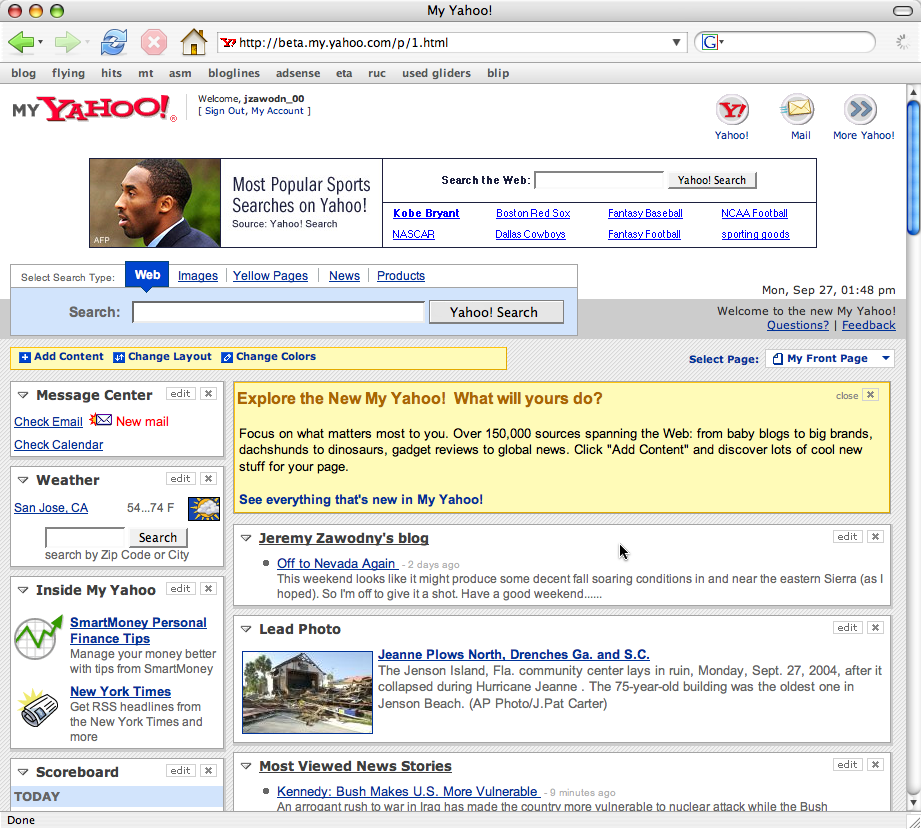 My Yahoo!
http://beta.my.yahoo.com/p/1.html
G
blog flying hits mt asm bloglines adsense eta ruc used gliders blip
MY YAHOO!®
Welcome, jzawodn_00
[ Sign Out, My Account ]
Yahoo! Mail More Yahoo!
AFP
Most Popular Sports
Searches on Yahoo!
Source: Yahoo! Search
Search the Web: Yahoo! Search
Kobe Bryant Boston Red Sox Fantasy Baseball NCAA Football
NASCAR Dallas Cowboys Fantasy Football sporting goods
Select Search Type: Web Images Yellow Pages News Products
Search: Yahoo! Search
Mon, Sep 27, 01:48 pm
Welcome to the new My Yahoo!
Questions? | Feedback
Add Content Change Layout Change Colors
Select Page: My Front Page
Message Center edit
Check Email New mail
Check Calendar
Weather edit
San Jose, CA 54...74 F
Search
search by Zip Code or City
Inside My Yahoo edit
SmartMoney Personal
Finance Tips
Manage your money better
with tips from SmartMoney
New York Times
Get RSS headlines from
the New York Times and
more
Scoreboard edit
TODAY
Explore the New My Yahoo! What will yours do? close
Focus on what matters most to you. Over 150,000 sources spanning the Web: from baby blogs to big brands,
dachshunds to dinosaurs, gadget reviews to global news. Click "Add Content" and discover lots of cool new
stuff for your page.
See everything that's new in My Yahoo!
Jeremy Zawodny's blog edit
Off to Nevada Again - 2 days ago
This weekend looks like it might produce some decent fall soaring conditions in and near the eastern Sierra (as I
hoped). So I'm off to give it a shot. Have a good weekend......
Lead Photo edit
Jeanne Plows North, Drenches Ga. and S.C.
The Jenson Island, Fla. community center lays in ruin, Monday, Sept. 27, 2004, after it
collapsed during Hurricane Jeanne . The 75-year-old building was the oldest one in
Jenson Beach. (AP Photo/J.Pat Carter)
Most Viewed News Stories edit
Kennedy: Bush Makes U.S. More Vulnerable - 9 minutes ago
An arrogant rush to war in Iraq has made the country more vulnerable to nuclear attack while the Bush
Done